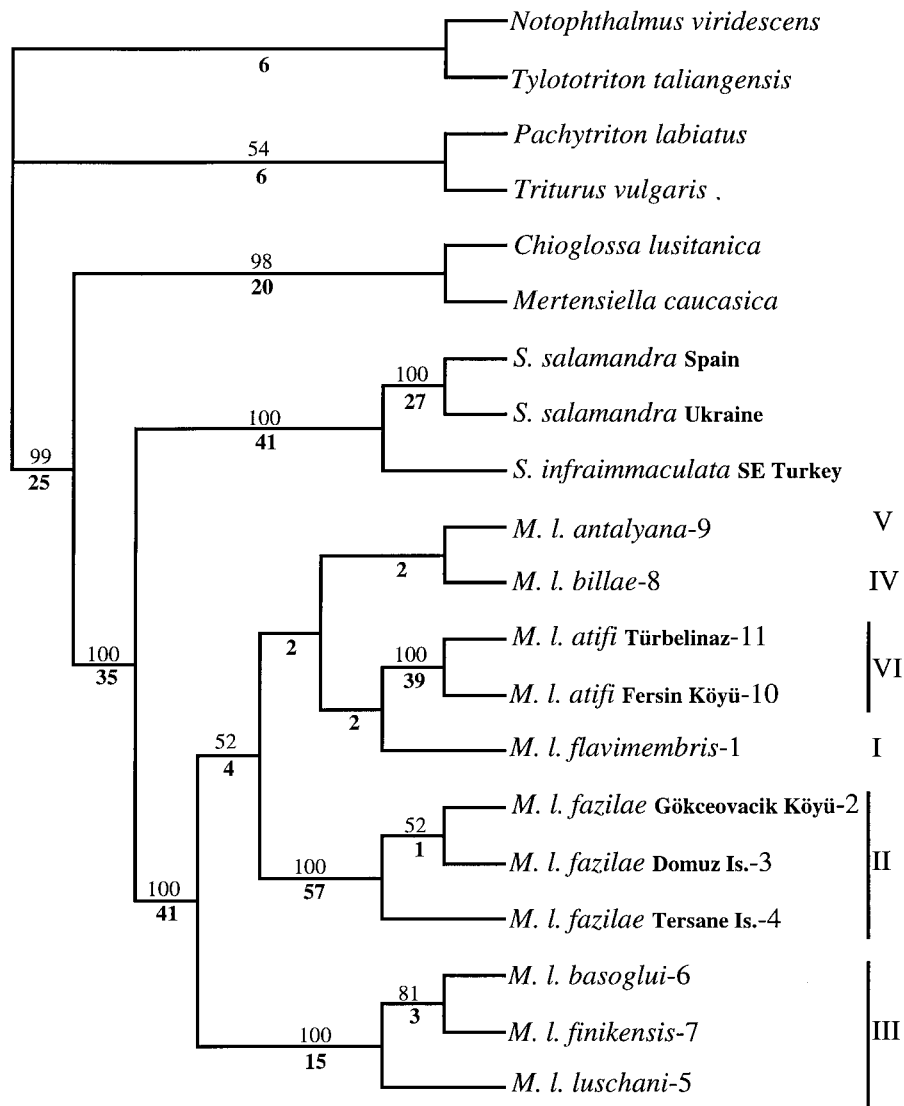 Notophthalmus viridescens
6
Tylototriton taliangensis
Pachytriton labiatus
54
6
Triturus vulgaris .
Chioglossa lusitanica
98
20
Mertensiella caucasica
S. salamandra Spain
100
27
S. salamandra Ukraine
100
41
99
25
S. infraimmaculata SE Turkey
M. l. antalyana-9 V
2
M. l. billae-8 IV
M. l. atifi Türbelinaz-11
2
100
39
VI
100
35
M. l. atifi Fersin Köyü-10
2
M. l. flavimembris-1 I
52
4
M. l. fazilae Gökceovacik Köyü-2
52
1
M. l. fazilae Domuz Is.-3 II
100
57
100
41
M. l. fazilae Tersane Is.-4
M. l. basoglui-6
81
3
M. l. finikensis-7 III
100
15
M. l. luschani-5